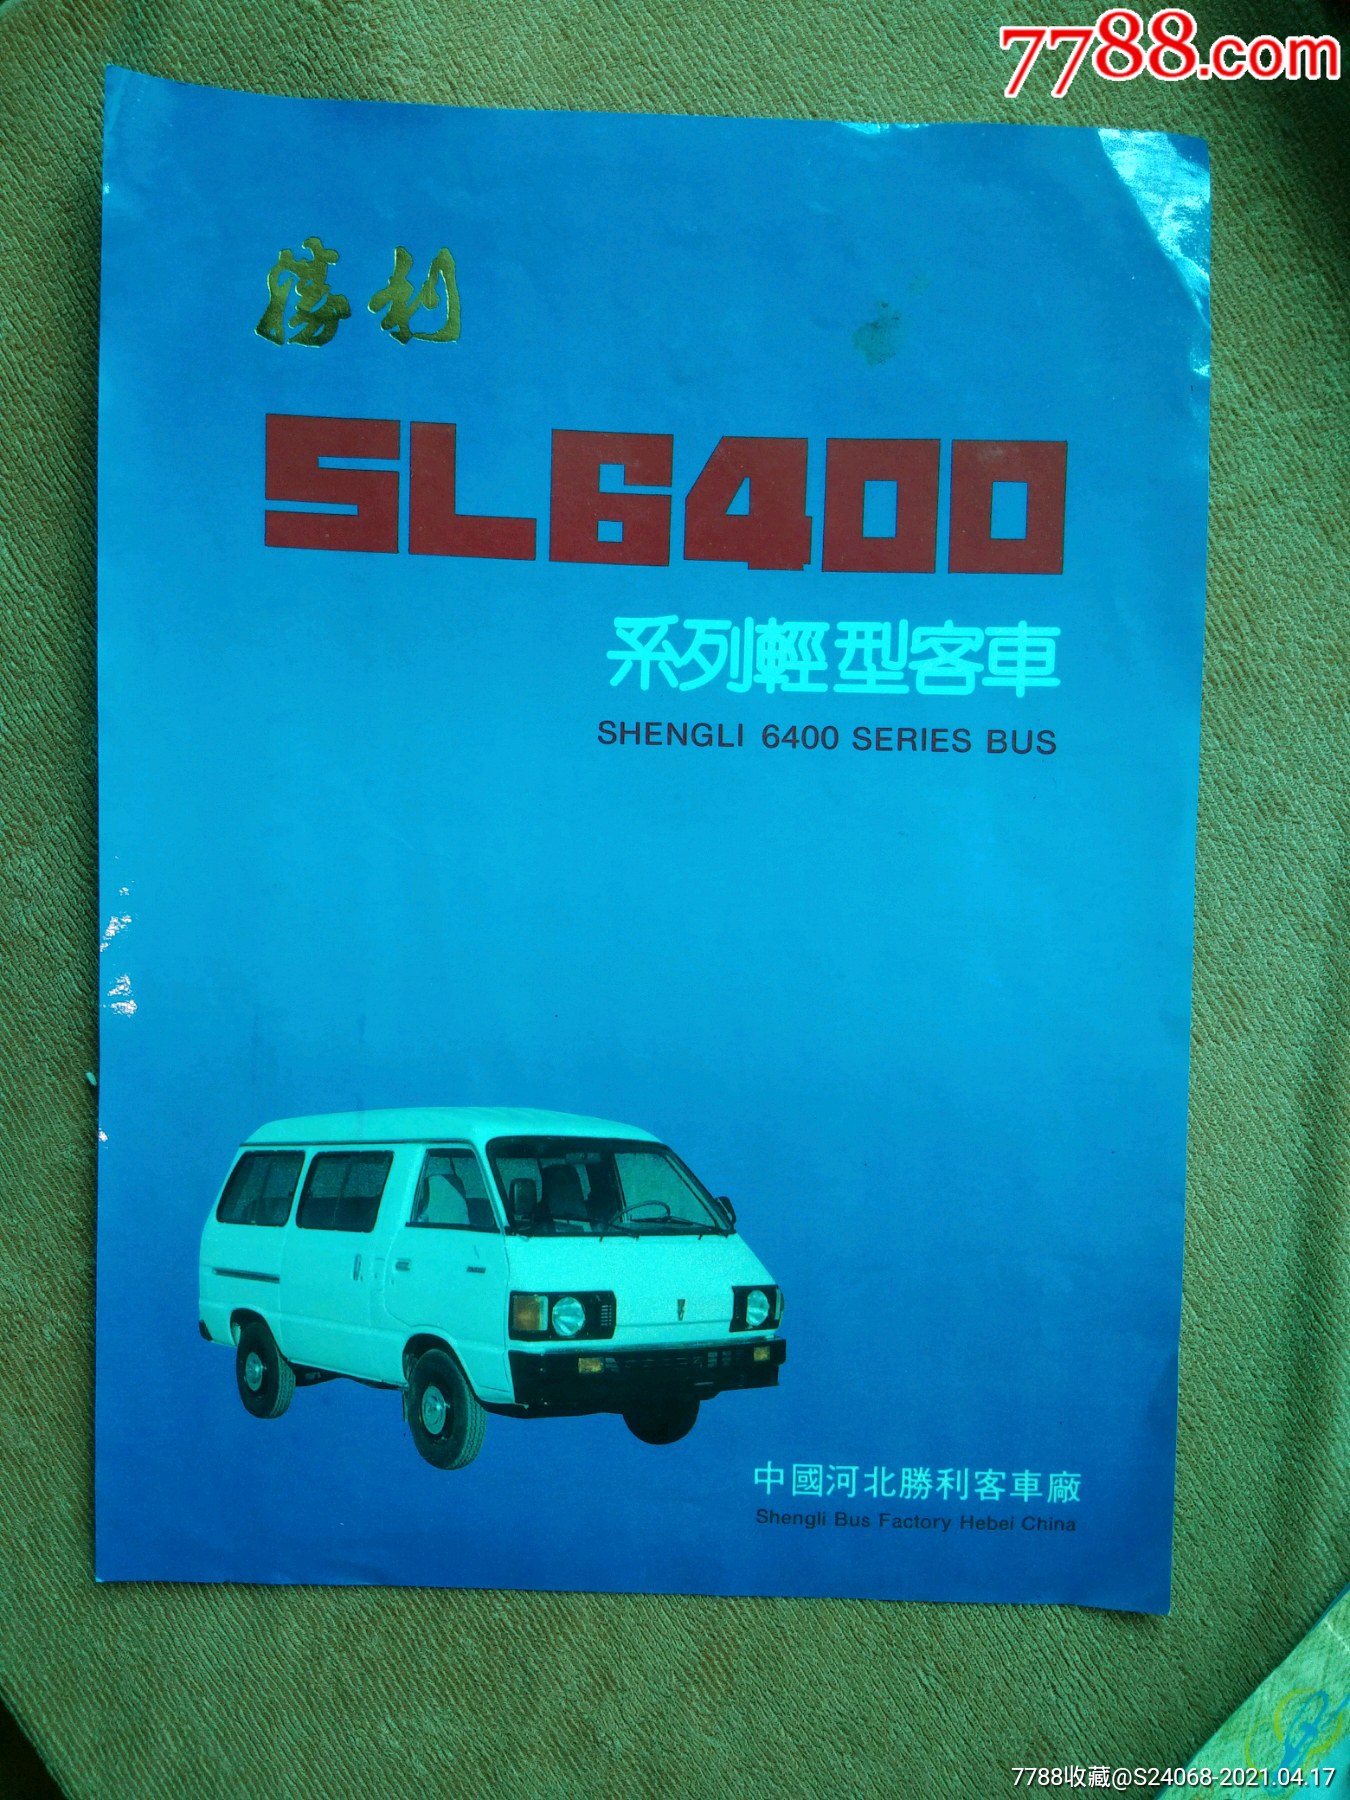 7788.com
勝利
SL6400
系列輕型客車
SHENGLI 6400 SERIES BUS
中國河北勝利客車廠
Shengli Bus Factory Hebei China
7788收藏@S24068-2021.04.17